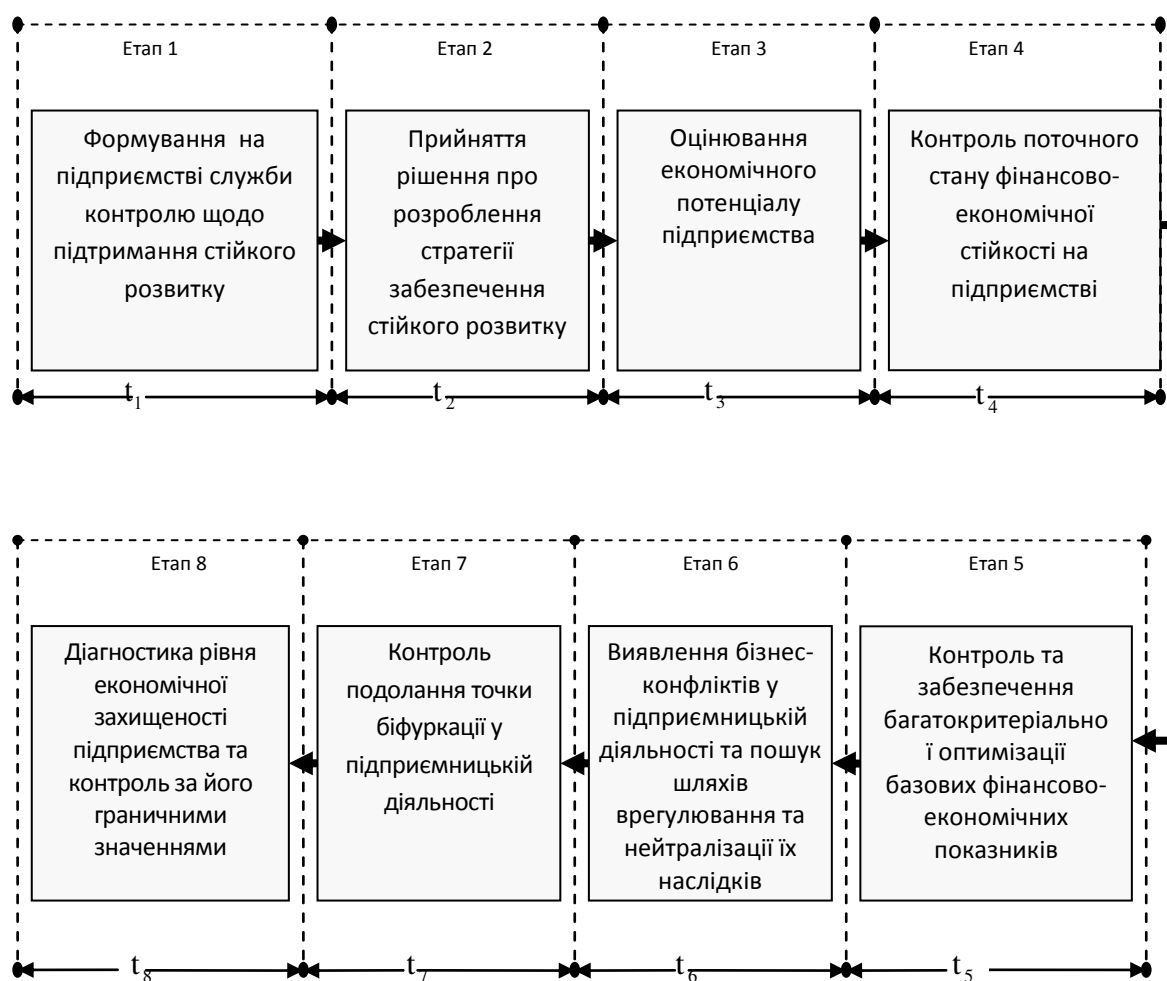 Етап 1
Етап 2
Етап 3
Етап 4
Формування на
підприємстві служби
контролю щодо
підтримання стійкого
розвитку
Прийняття
рішення про
розроблення
стратегії
забезпечення
стійкого розвитку
Оцінювання
економічного
потенціалу
підприємства
Контроль поточного
стану фінансово-
економічної
стійкості на
підприємстві
t₁
t₂
t₃
t₄
Етап 8
Етап 7
Етап 6
Етап 5
Діагностика рівня
економічної
захищеності
підприємства та
контроль за його
граничними
значеннями
Контроль
подолання точки
біфуркації у
підприємницькій
діяльності
Виявлення бізнес-
конфліктів у
підприємницькій
діяльності та пошук
шляхів
врегулювання та
нейтралізації їх
наслідків
Контроль та
забезпечення
багатокритеріально
ї оптимізації
базових фінансово-
економічних
показників
t₈
t₇
t₆
t₅